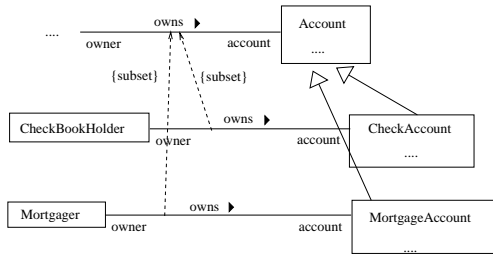 owns
Account
....
owner
account
....
{subset}
{subset}
owns
CheckBookHolder
CheckAccount
owner
account
....
owns
Mortgager
MortgageAccount
owner
account
....